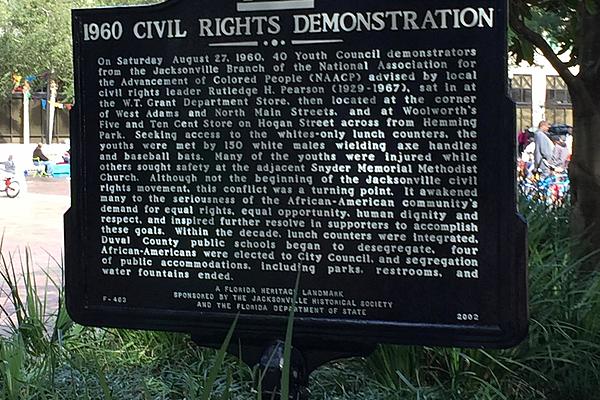 1960 CIVIL RIGHTS DEMONSTRATION
On Saturday August 27, 1960, 40 Youth Council demonstrators
from the Jacksonville Branch of the National Association for
the Advancement of Colored People (NAACP) advised by local
civil rights leader Rutledge H. Pearson (1929-1967), sat in at
the W.T. Grant Department Store, then located at the corner
of West Adams and North Main Streets, and at Woolworth's
Five and Ten Cent Store on Hogan Street across from Hemming
Park. Seeking access to the whites-only lunch counters, the
youths were met by 150 white males wielding axe handles
and baseball bats. Many of the youths were injured while
others sought safety at the adjacent Snyder Memorial Methodist
Church. Although not the beginning of the Jacksonville civil
rights movement, this conflict was a turning point. It awakened
many to the seriousness of the African-American community's
demand for equal rights, equal opportunity, human dignity and
respect, and inspired further resolve in supporters to accomplish
these goals. Within the decade, lunch counters were integrated,
Duval County public schools began to desegregate, four
African-Americans were elected to City Council, and segregation
of public accommodations, including parks, restrooms, and
water fountains ended.
A FLORIDA HERITAGE LANDMARK
SPONSORED BY THE JACKSONVILLE HISTORICAL SOCIETY
AND THE FLORIDA DEPARTMENT OF STATE
F-403 2002